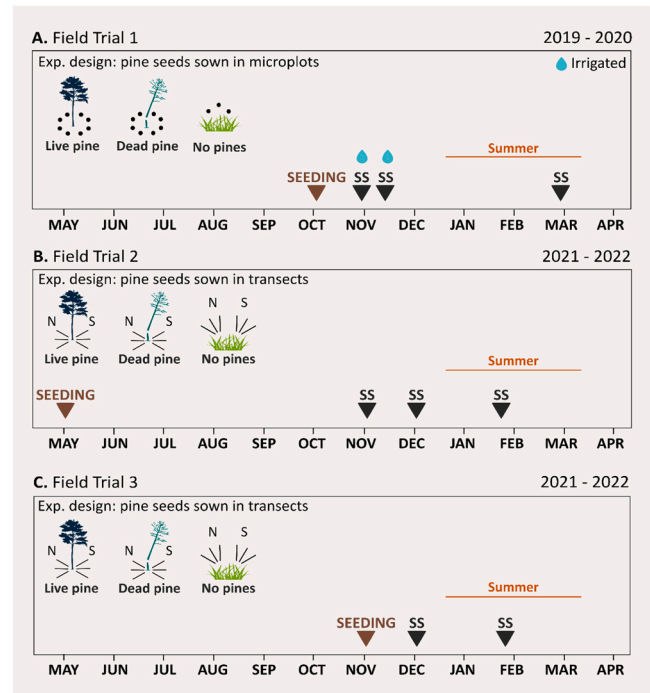 A. Field Trial 1 2019 - 2020
Exp. design: pine seeds sown in microplots
Irrigated
Live pine Dead pine No pines
Summer
SEEDING SS SS SS
MAY JUN JUL AUG SEP OCT NOV DEC JAN FEB MAR APR
B. Field Trial 2 2021 - 2022
Exp. design: pine seeds sown in transects
N S N S N S
Live pine Dead pine No pines
Summer
SEEDING SS SS SS
MAY JUN JUL AUG SEP OCT NOV DEC JAN FEB MAR APR
C. Field Trial 3 2021 - 2022
Exp. design: pine seeds sown in transects
N S N S N S
Live pine Dead pine No pines
Summer
SEEDING SS SS
MAY JUN JUL AUG SEP OCT NOV DEC JAN FEB MAR APR